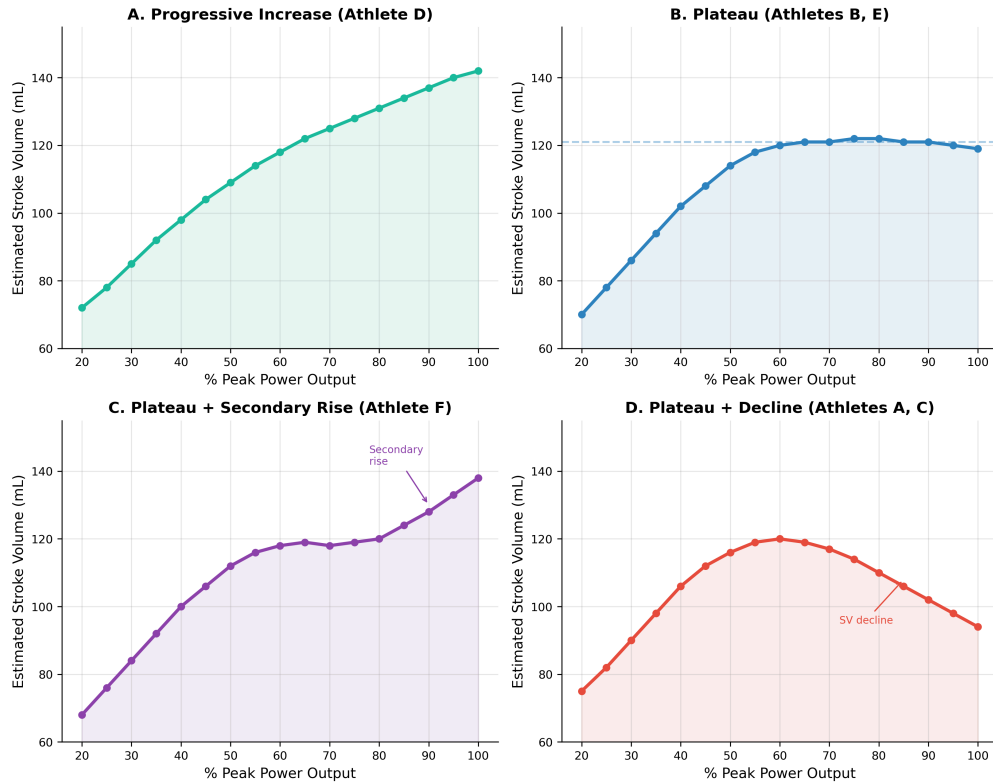 A. Progressive Increase (Athlete D)
Estimated Stroke Volume (mL)
140
120
100
80
60
20 30 40 50 60 70 80 90 100
% Peak Power Output
B. Plateau (Athletes B, E)
Estimated Stroke Volume (mL)
140
120
100
80
60
20 30 40 50 60 70 80 90 100
% Peak Power Output
C. Plateau + Secondary Rise (Athlete F)
Estimated Stroke Volume (mL)
140
120
100
80
60
Secondary
rise
20 30 40 50 60 70 80 90 100
% Peak Power Output
D. Plateau + Decline (Athletes A, C)
Estimated Stroke Volume (mL)
140
120
100
80
60
SV decline
20 30 40 50 60 70 80 90 100
% Peak Power Output